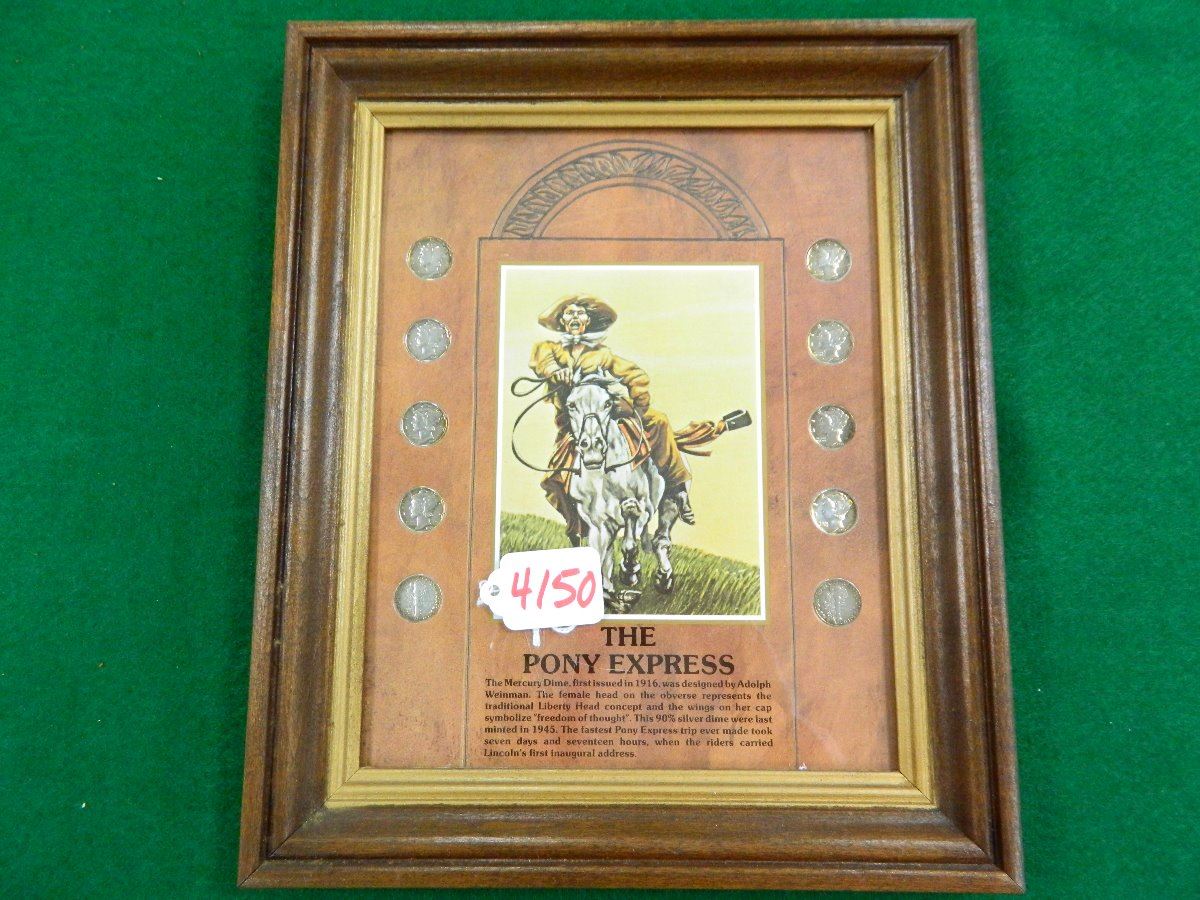 4150
THE
PONY EXPRESS
The Mercury Dime, first issued in 1916, was designed by Adolph
Weinman. The female head on the obverse represents the
traditional Liberty Head concept and the wings on her cap
symbolize "freedom of thought". This 90% silver dime were last
minted in 1945. The fastest Pony Express trip ever made took
seven days and seventeen hours, when the riders carried
Lincoln's first inaugural address.